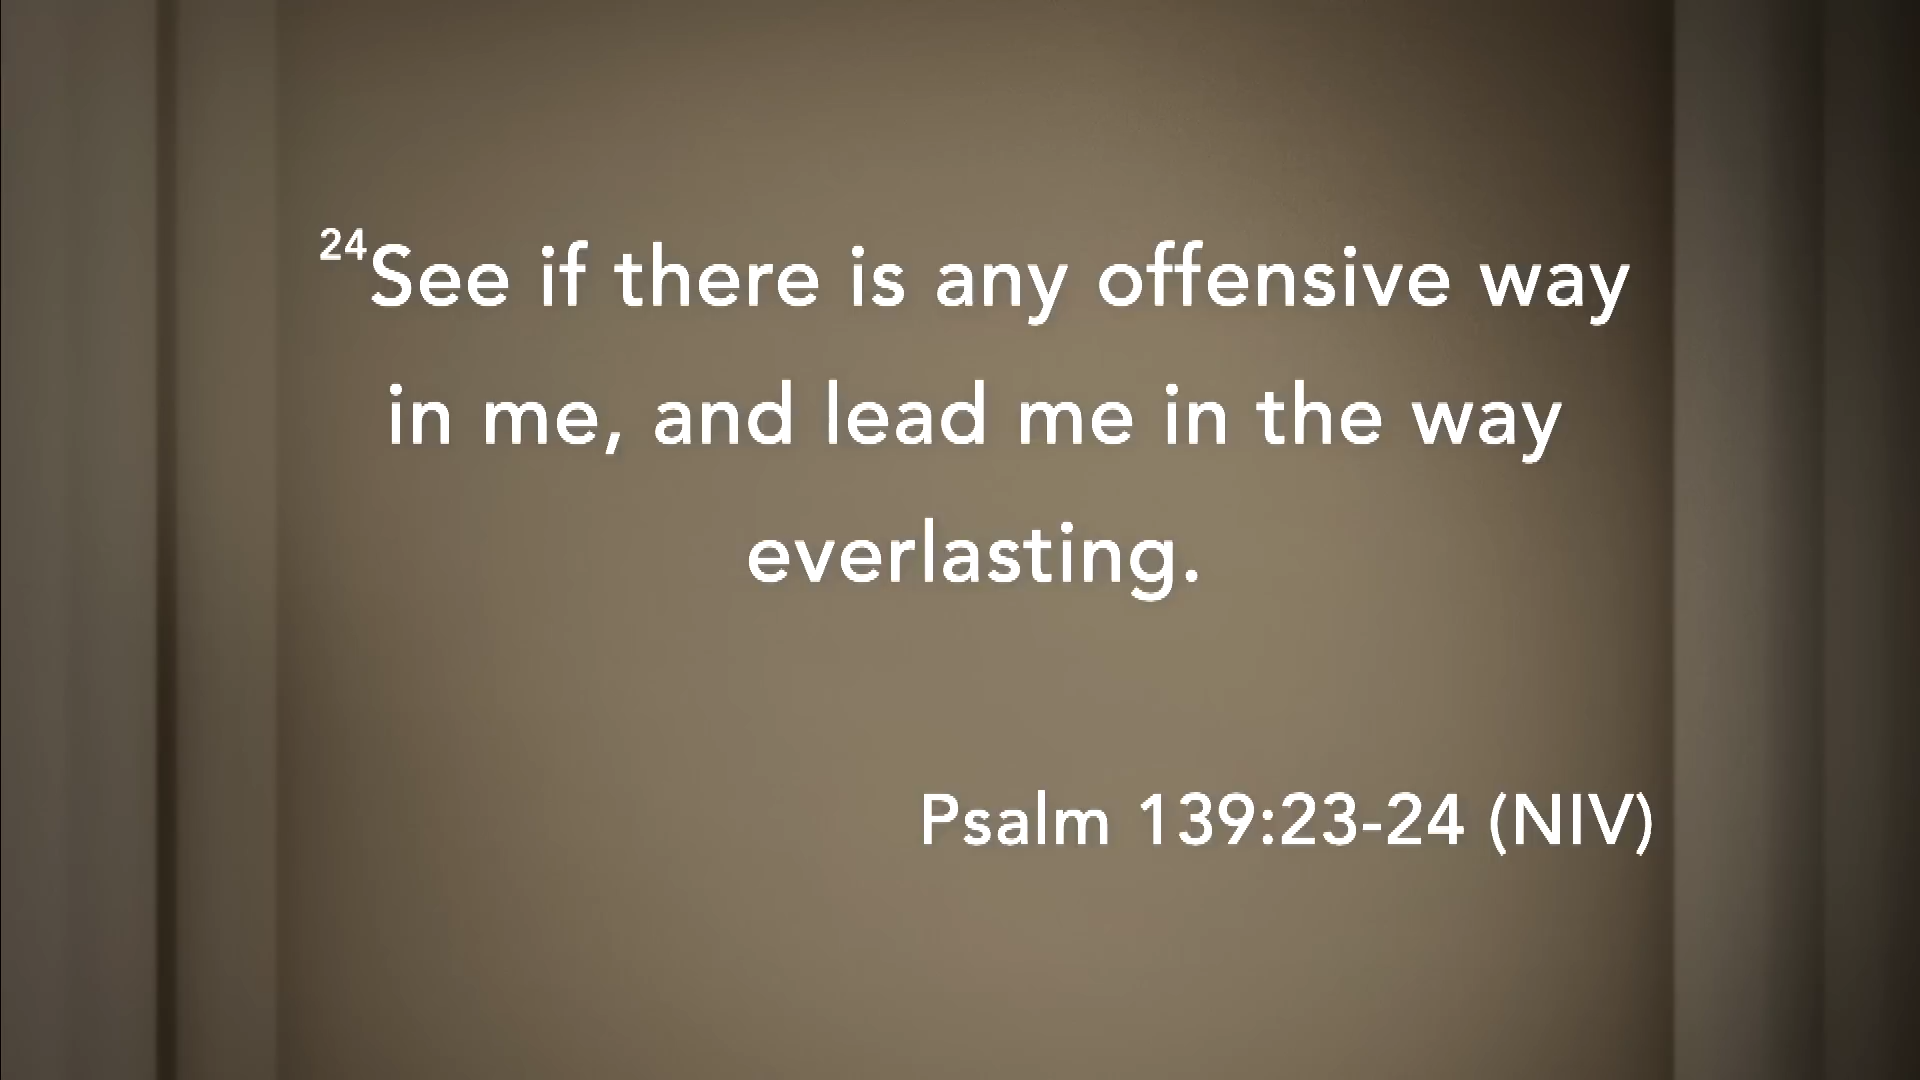 24See if there is any offensive way
in me, and lead me in the way
everlasting.
Psalm 139:23-24 (NIV)